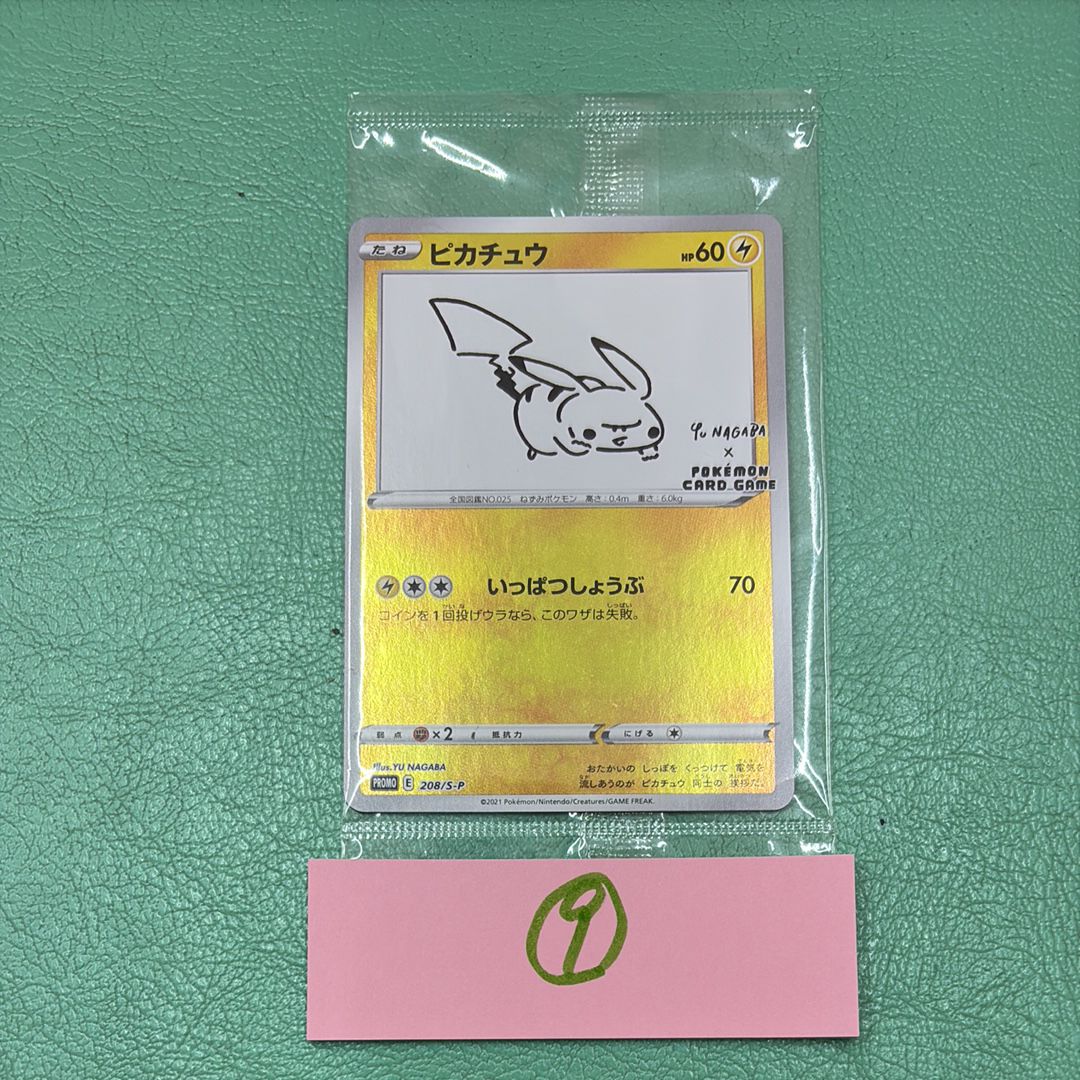 たね ピカチュウ HP60
Yu NAGABA
×
POKÉMON
CARD GAME
全国図鑑NO.025 ねずみポケモン 高さ:0.4m 重さ:6.0kg
いっぱつしょうぶ 70
コインを1回投げウラなら、このワザは失敗。
弱点 ×2 抵抗力 にげる
Illus.YU NAGABA
おたがいの しっぽを くっつけて 電気を
PROMO E 208/S-P
流しあうのが ピカチュウ 同士の 挨拶だ。
©2021 Pokémon/Nintendo/Creatures/GAME FREAK.
9